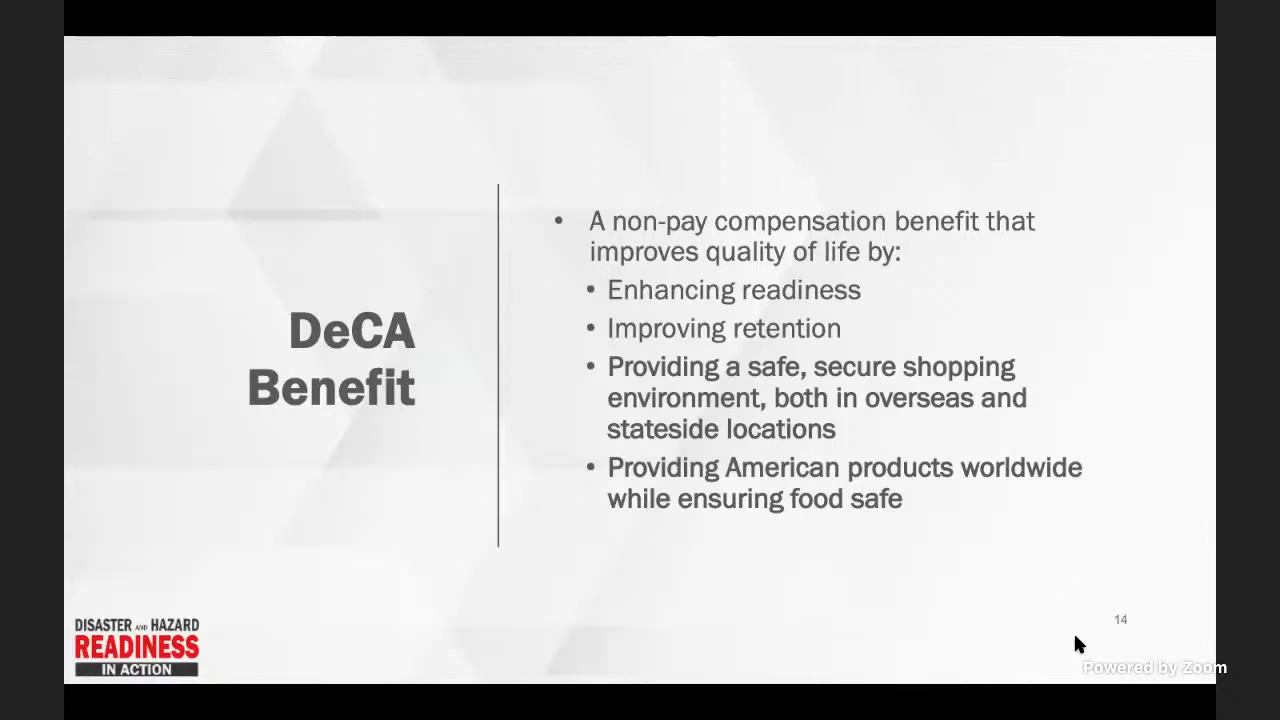 DeCA
Benefit
• A non-pay compensation benefit that
improves quality of life by:
• Enhancing readiness
• Improving retention
• Providing a safe, secure shopping
environment, both in overseas and
stateside locations
• Providing American products worldwide
while ensuring food safe
DISASTER AND HAZARD
READINESS
IN ACTION
14
Powered by Zoom